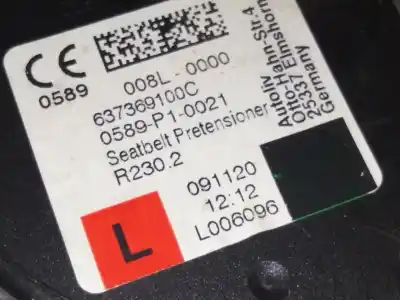 CE
0589
008L-0000
637369100C
0589-P1-0021
Seatbelt Pretensioner
R230.2
Autoliv
Otto-Hahn-Str.4
25337 Elmshorn
Germany
091120
12:12
L006096
L